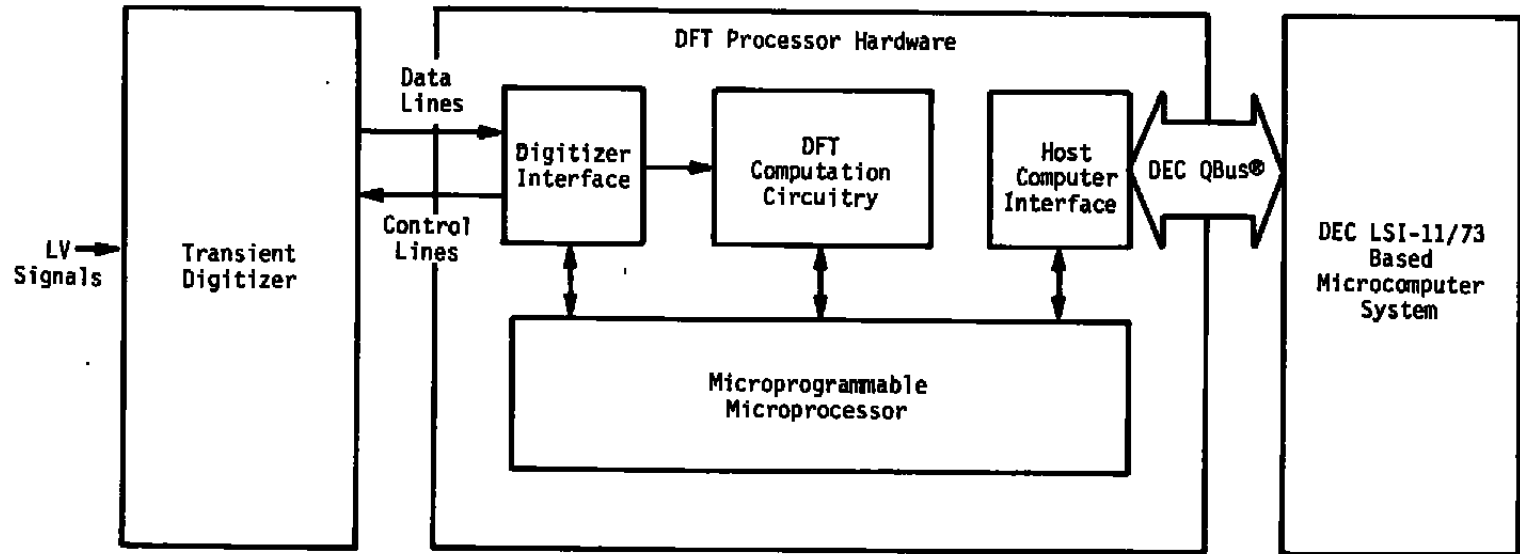 DFT Processor Hardware
Data
Lines
Control
Lines
LV
Signals
Transient
Digitizer
Digitizer
Interface
DFT
Computation
Circuitry
Host
Computer
Interface
DEC QBus®
DEC LSI-11/73
Based
Microcomputer
System
Microprogrammable
Microprocessor